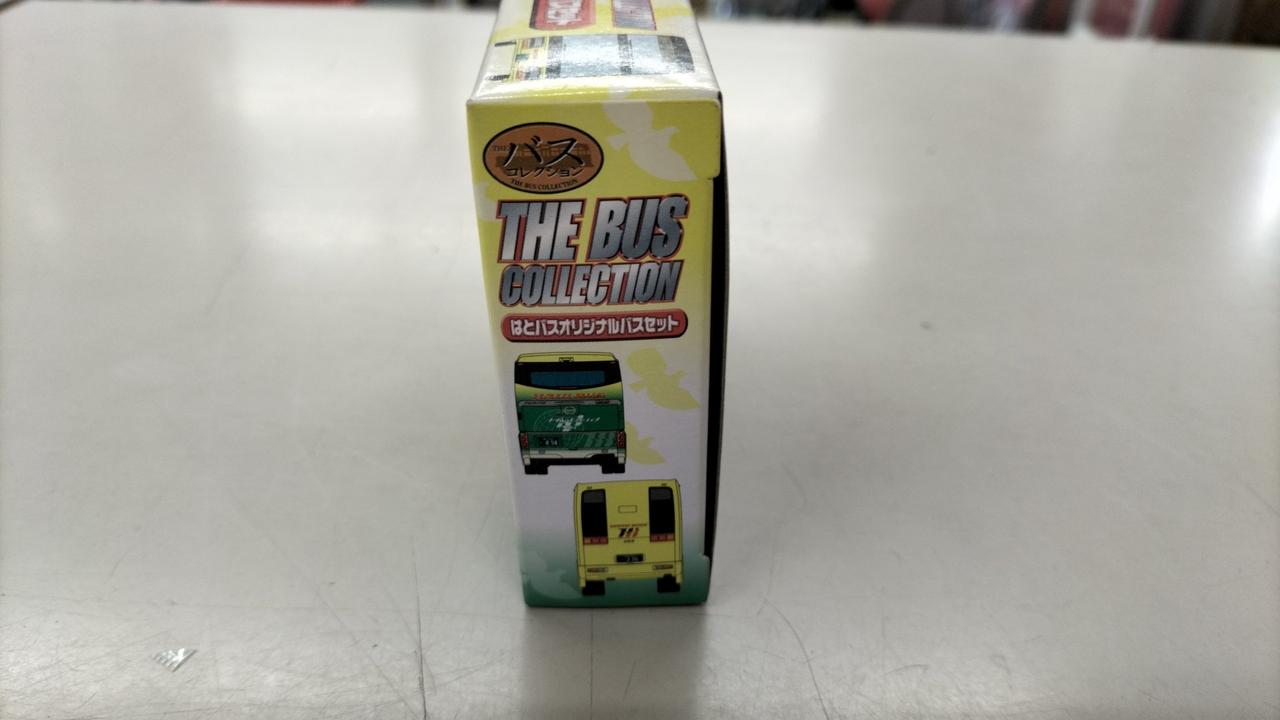 THE
バス
コレクション
THE BUS COLLECTION
THE BUS
COLLECTION
はとバスオリジナルバスセット